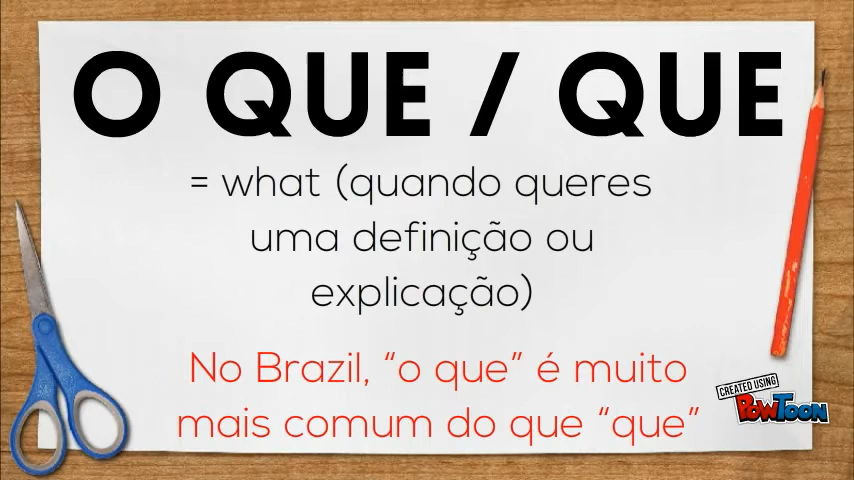 O QUE / QUE
= what (quando queres
uma definição ou
explicação)
No Brazil, “o que” é muito
mais comum do que “que”
CREATED USING
POWTOON